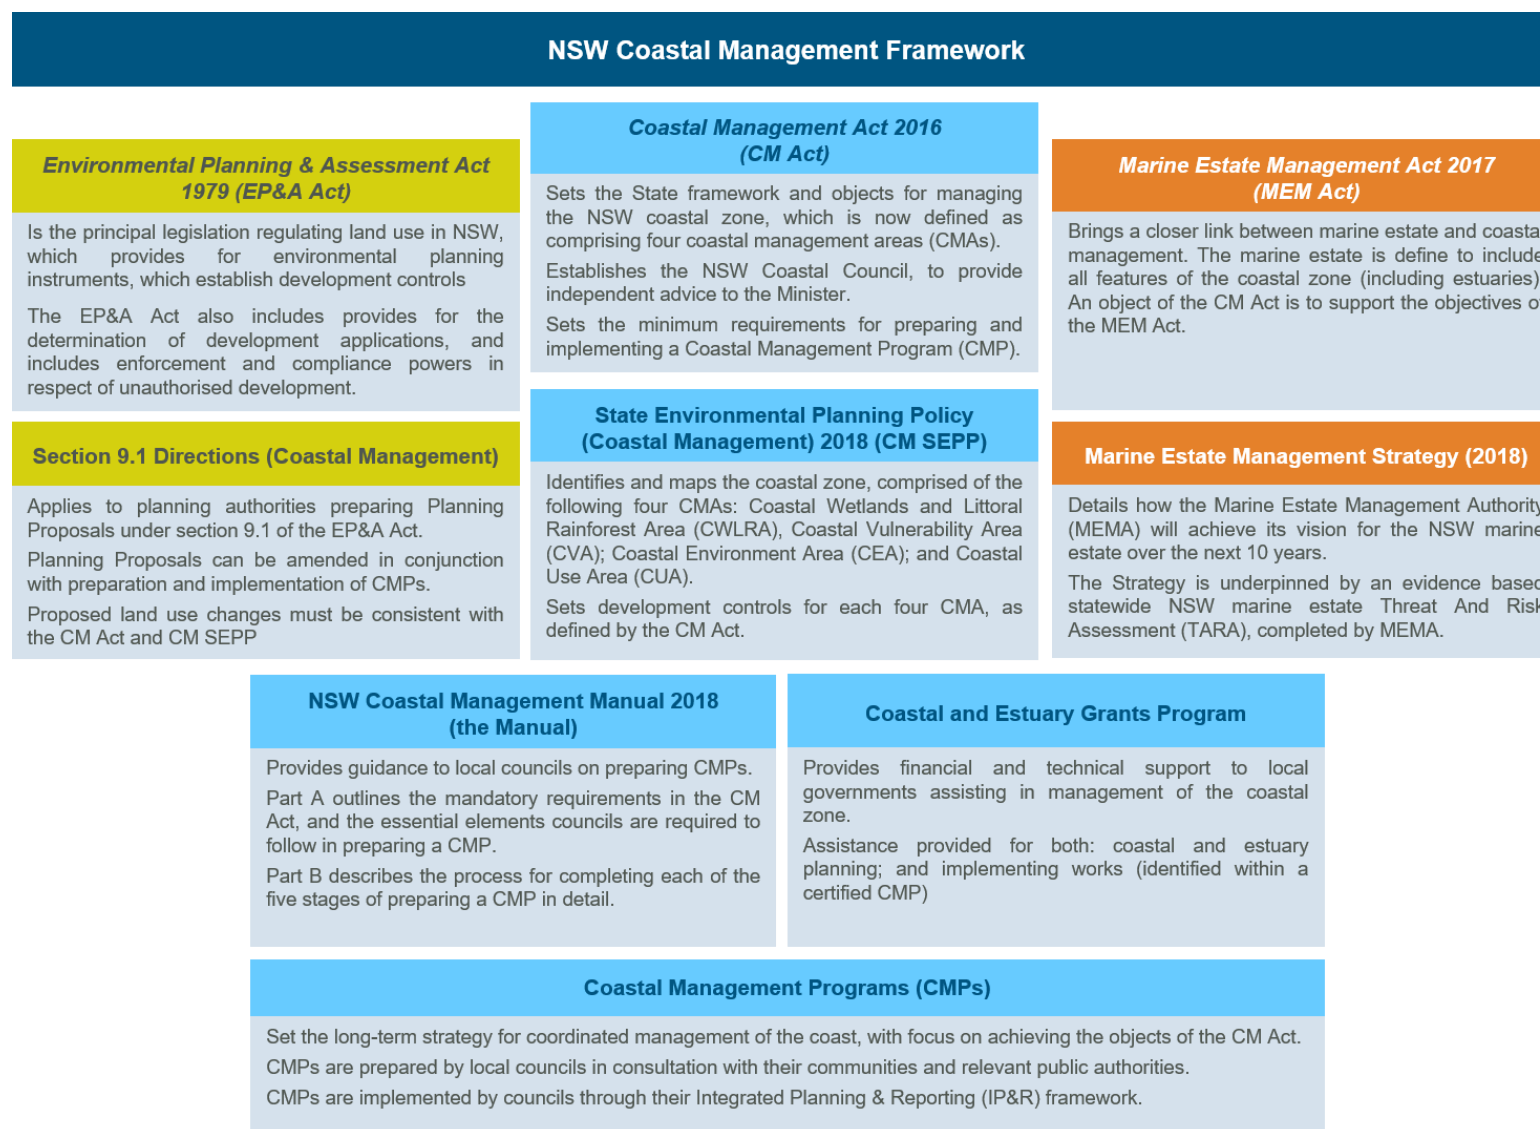 NSW Coastal Management Framework
Environmental Planning & Assessment Act
1979 (EP&A Act)
Is the principal legislation regulating land use in NSW,
which provides for environmental planning
instruments, which establish development controls
The EP&A Act also includes provides for the
determination of development applications, and
includes enforcement and compliance powers in
respect of unauthorised development.
Coastal Management Act 2016
(CM Act)
Sets the State framework and objects for managing
the NSW coastal zone, which is now defined as
comprising four coastal management areas (CMAs).
Establishes the NSW Coastal Council, to provide
independent advice to the Minister.
Sets the minimum requirements for preparing and
implementing a Coastal Management Program (CMP).
Marine Estate Management Act 2017
(MEM Act)
Brings a closer link between marine estate and coasta
management. The marine estate is define to include
all features of the coastal zone (including estuaries)
An object of the CM Act is to support the objectives of
the MEM Act.
Section 9.1 Directions (Coastal Management)
Applies to planning authorities preparing Planning
Proposals under section 9.1 of the EP&A Act.
Planning Proposals can be amended in conjunction
with preparation and implementation of CMPs.
Proposed land use changes must be consistent with
the CM Act and CM SEPP
State Environmental Planning Policy
(Coastal Management) 2018 (CM SEPP)
Identifies and maps the coastal zone, comprised of the
following four CMAs: Coastal Wetlands and Littoral
Rainforest Area (CWLRA), Coastal Vulnerability Area
(CVA); Coastal Environment Area (CEA); and Coastal
Use Area (CUA).
Sets development controls for each four CMA, as
defined by the CM Act.
Marine Estate Management Strategy (2018)
Details how the Marine Estate Management Authority
(MEMA) will achieve its vision for the NSW marine
estate over the next 10 years.
The Strategy is underpinned by an evidence based
statewide NSW marine estate Threat And Risk
Assessment (TARA), completed by MEMA.
NSW Coastal Management Manual 2018
(the Manual)
Provides guidance to local councils on preparing CMPs.
Part A outlines the mandatory requirements in the CM
Act, and the essential elements councils are required to
follow in preparing a CMP.
Part B describes the process for completing each of the
five stages of preparing a CMP in detail.
Coastal and Estuary Grants Program
Provides financial and technical support to local
governments assisting in management of the coastal
zone.
Assistance provided for both: coastal and estuary
planning; and implementing works (identified within a
certified CMP)
Coastal Management Programs (CMPs)
Set the long-term strategy for coordinated management of the coast, with focus on achieving the objects of the CM Act.
CMPs are prepared by local councils in consultation with their communities and relevant public authorities.
CMPs are implemented by councils through their Integrated Planning & Reporting (IP&R) framework.